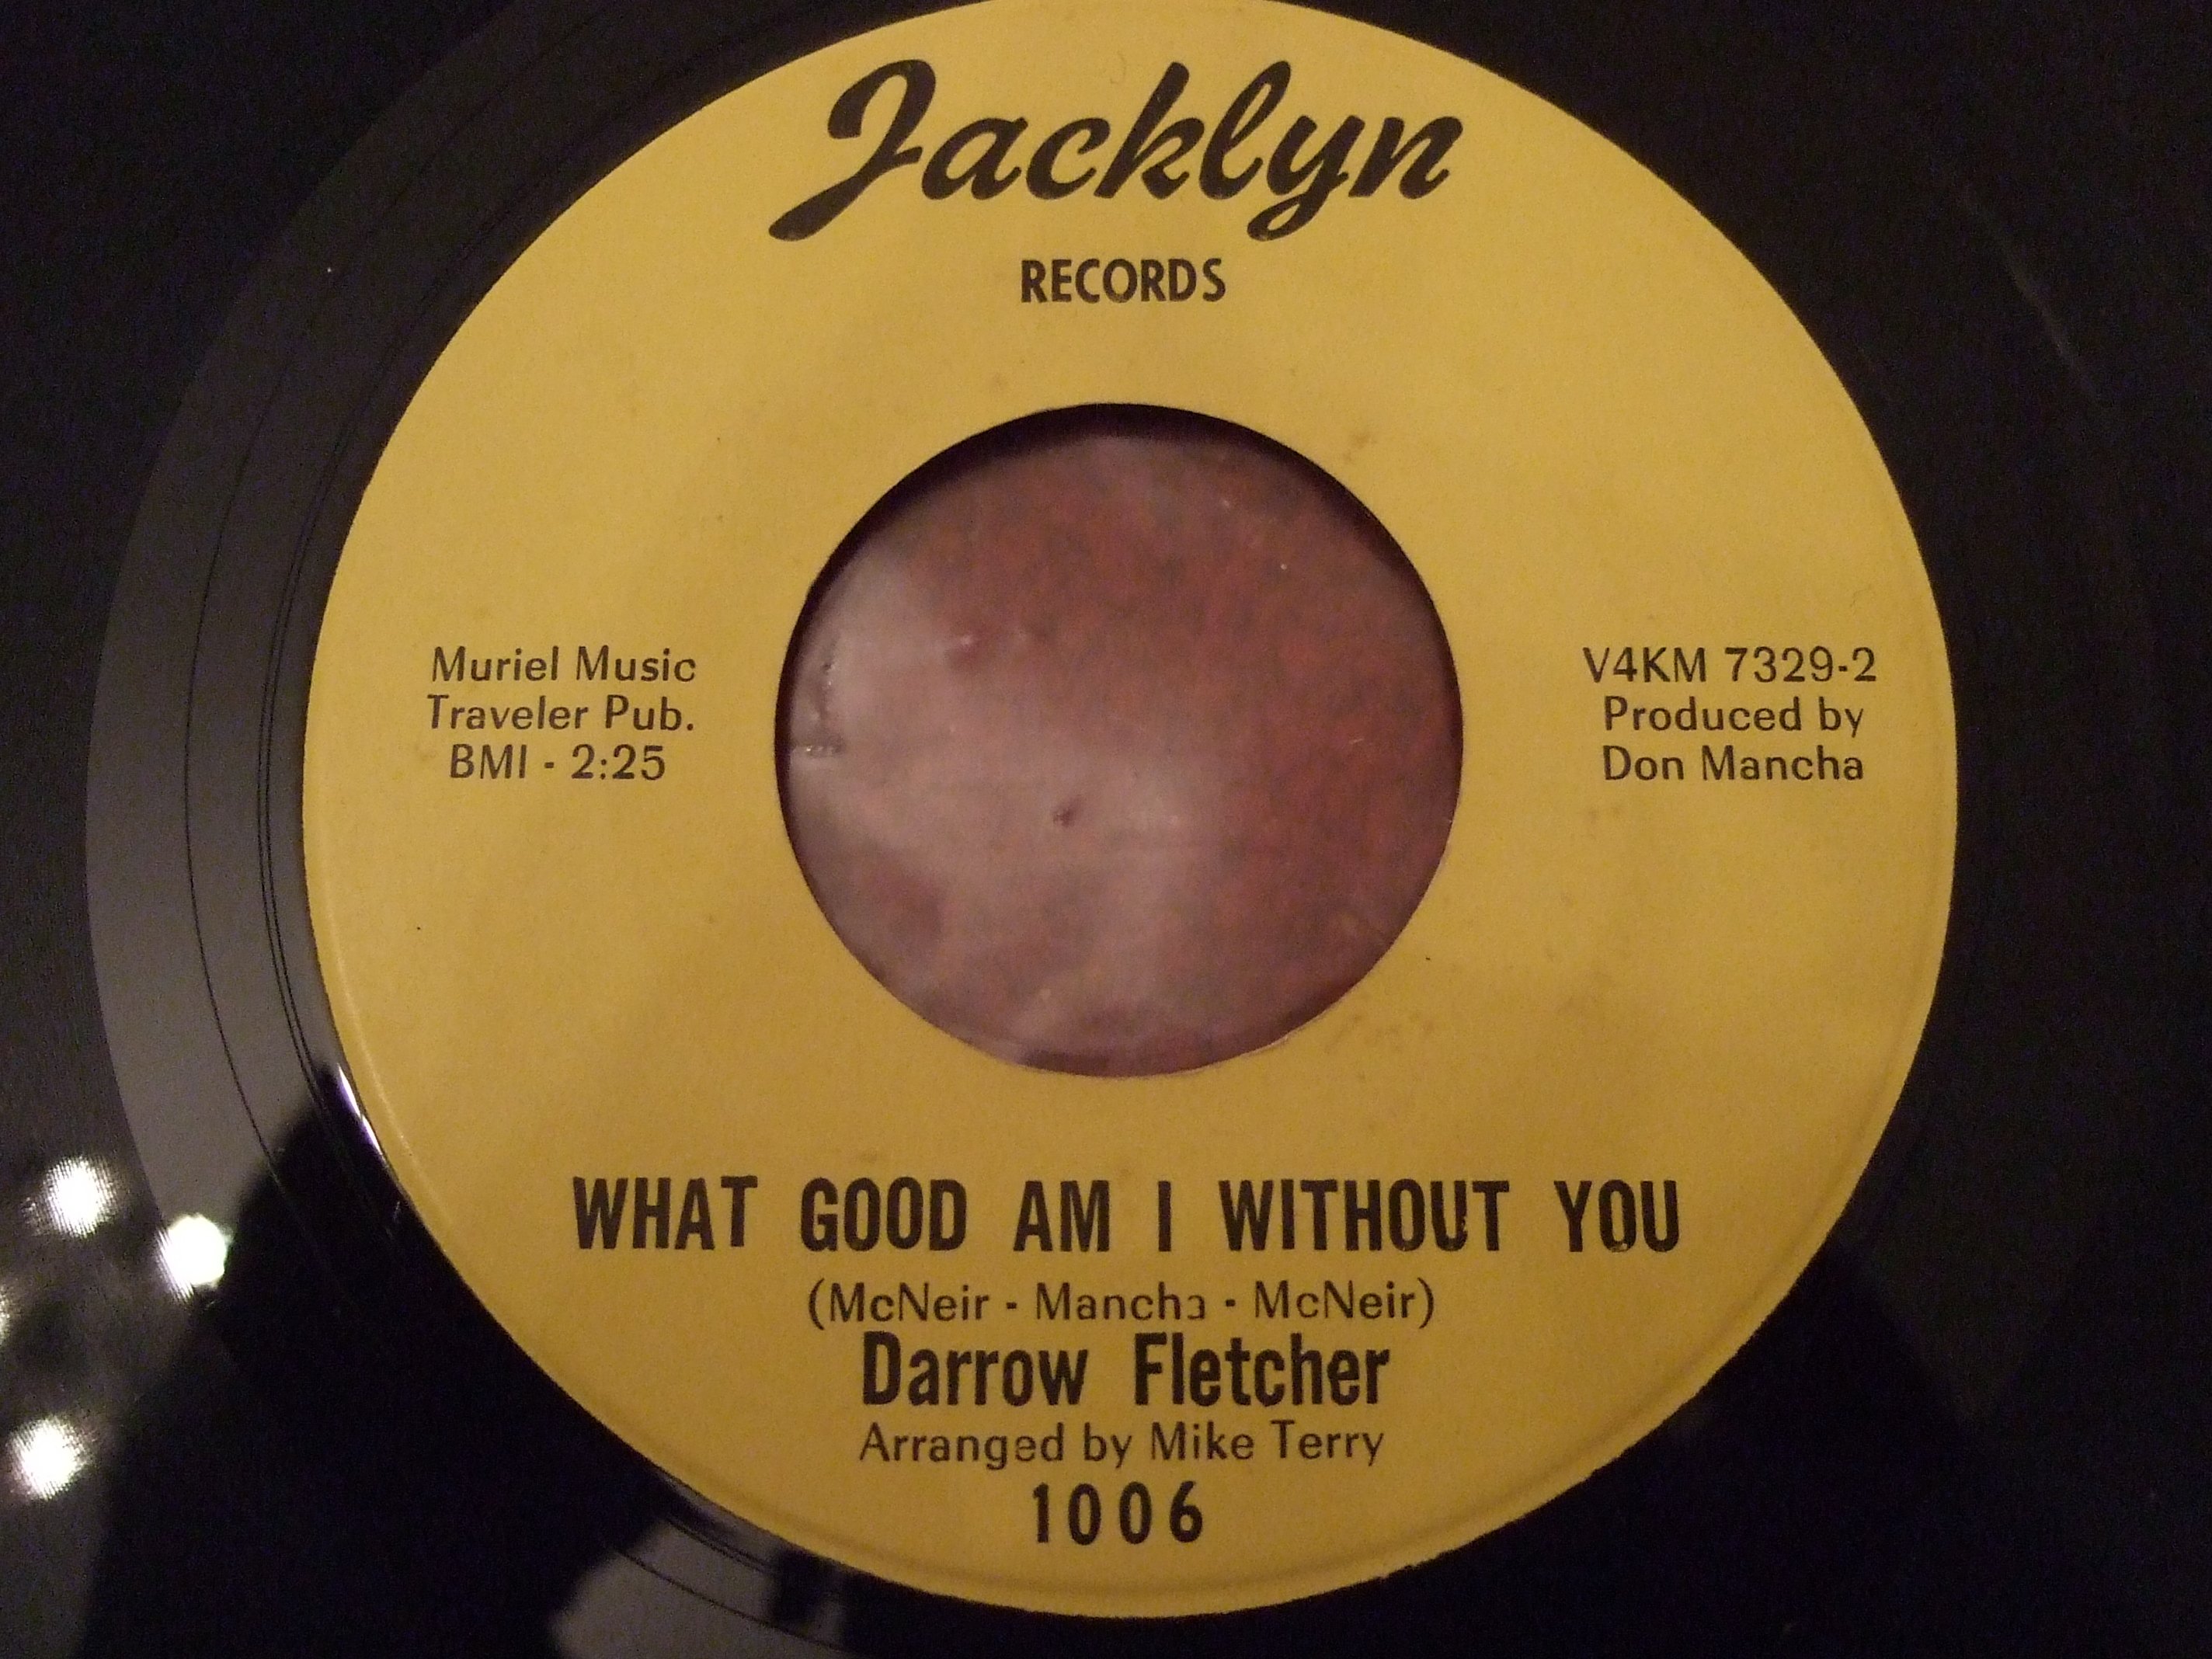 Jacklyn
RECORDS
Muriel Music
Traveler Pub.
BMI - 2:25
V4KM 7329-2
Produced by
Don Mancha
WHAT GOOD AM I WITHOUT YOU
(McNeir - Mancha - McNeir)
Darrow Fletcher
Arranged by Mike Terry
1006